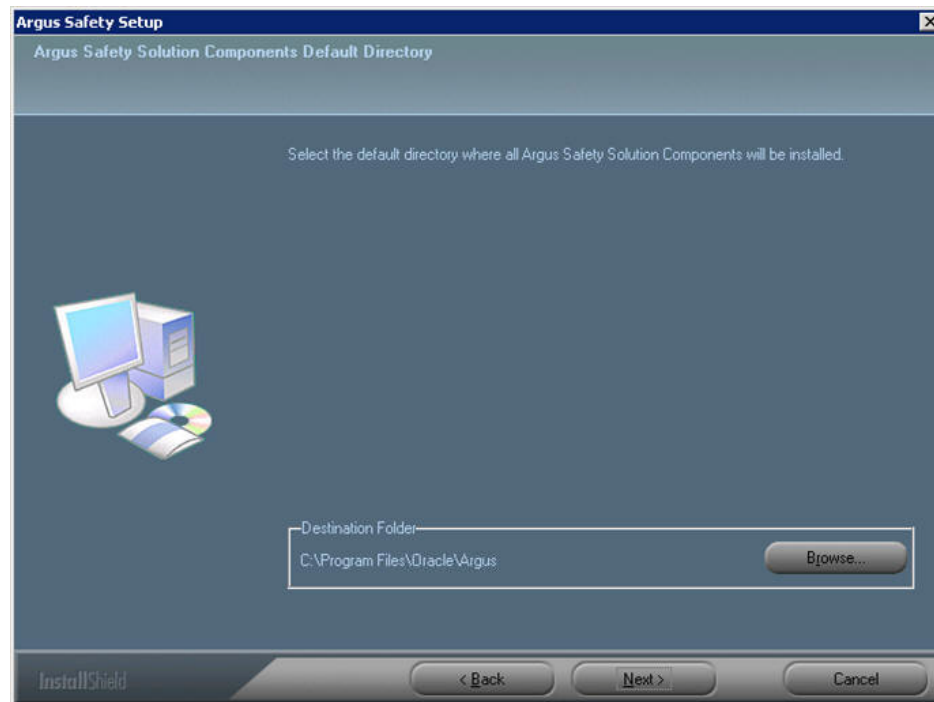 Argus Safety Setup
Argus Safety Solution Components Default Directory
Select the default directory where all Argus Safety Solution Components will be installed.
Destination Folder
C:\Program Files\Oracle\Argus
Browse...
InstallShield
< Back
Next >
Cancel